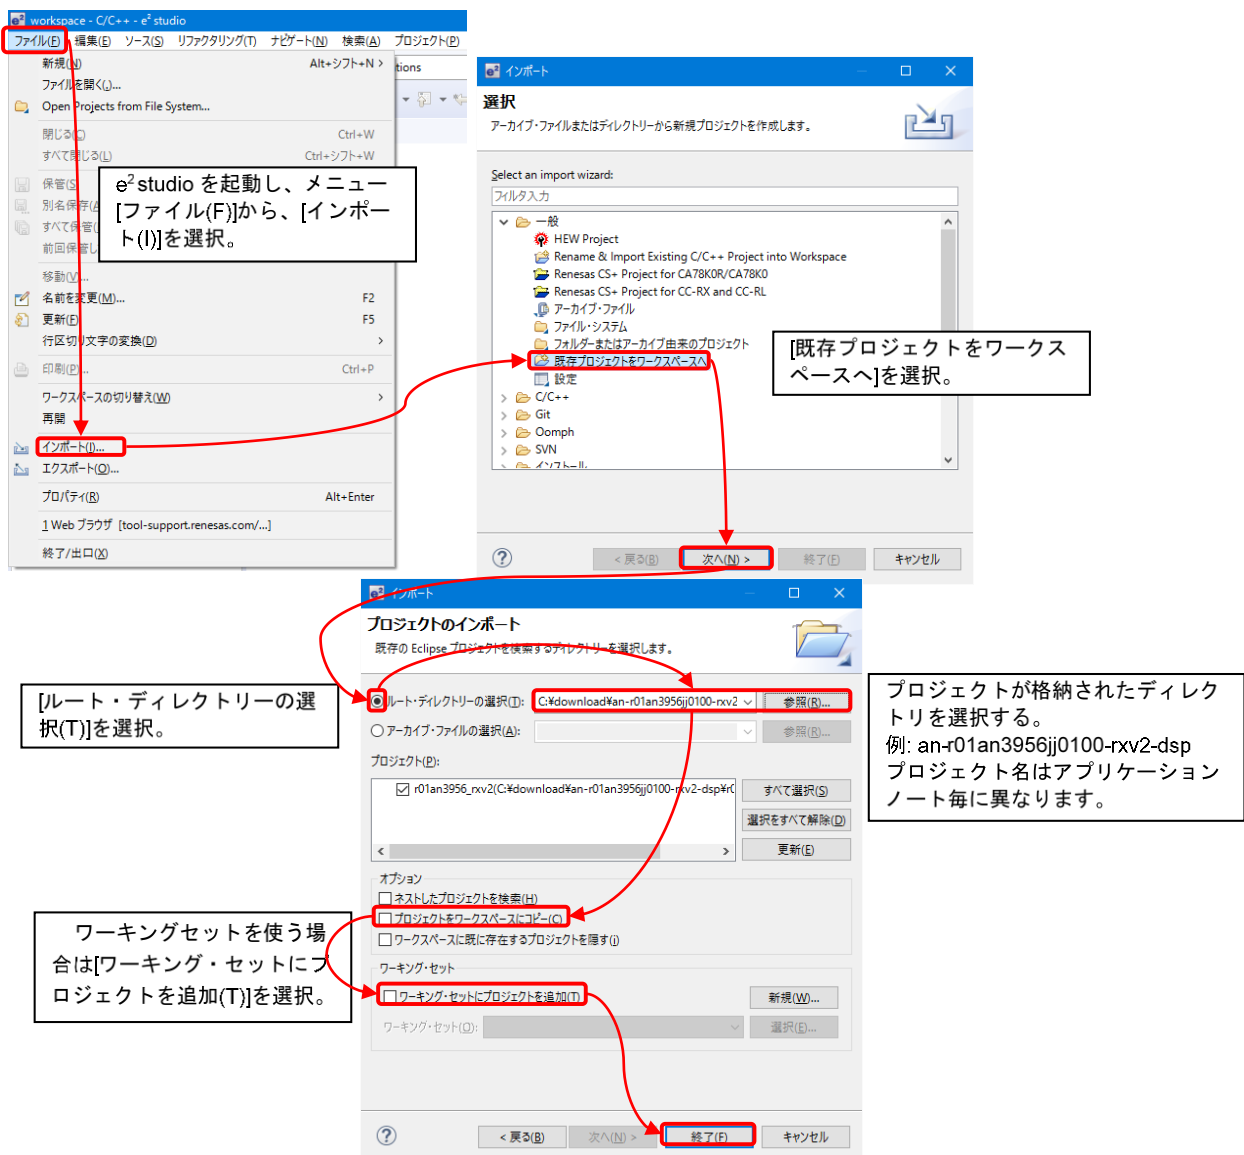 workspace - C/C++ - e² studio
ファイル(F) 編集(E) ソース(S) リファクタリング(T) ナビゲート(N) 検索(A) プロジェクト(P)
新規(N) Alt+シフト+N >
ファイルを開く(.)...
Open Projects from File System...
閉じる(C) Ctrl+W
すべて閉じる(L) Ctrl+シフト+W
保管(S)
別名保存(A
すべて保管(
前回保管し
移動(V)...
名前を変更(M)... F2
更新(F) F5
行区切り文字の変換(D) >
印刷(P)... Ctrl+P
ワークスペースの切り替え(W) >
再開
インポート(I)...
エクスポート(O)...
プロパティ(R) Alt+Enter
1 Web ブラウザ [tool-support.renesas.com/...]
終了/出口(X)
tions
e² studio を起動し、メニュー
[ファイル(F)]から、[インポー
ト(I)]を選択。
インポート
選択
アーカイブ・ファイルまたはディレクトリーから新規プロジェクトを作成します。
Select an import wizard:
フィルタ入力
一般
HEW Project
Rename & Import Existing C/C++ Project into Workspace
Renesas CS+ Project for CA78K0R/CA78K0
Renesas CS+ Project for CC-RX and CC-RL
アーカイブ・ファイル
ファイル・システム
フォルダーまたはアーカイブ由来のプロジェクト
既存プロジェクトをワークスペースへ
設定
C/C++
Git
Oomph
SVN
インストール
< 戻る(B) 次へ(N) > 終了(F) キャンセル
[既存プロジェクトをワークス
ペースへ]を選択。
インポート
プロジェクトのインポート
既存の Eclipse プロジェクトを検索するディレクトリーを選択します。
ルート・ディレクトリーの選択(T): C:¥download¥an-r01an3956jj0100-rxv2 参照(R)...
アーカイブ・ファイルの選択(A): 参照(R)...
プロジェクト(P):
r01an3956_rxv2(C:¥download¥an-r01an3956jj0100-rxv2-dsp¥r( すべて選択(S)
選択をすべて解除(D)
更新(E)
オプション
ネストしたプロジェクトを検索(H)
プロジェクトをワークスペースにコピー(C)
ワークスペースに既に存在するプロジェクトを隠す(i)
ワーキング・セット
ワーキング・セットにプロジェクトを追加(T) 新規(W)...
ワーキング・セット(O): 選択(E)...
< 戻る(B) 次へ(N) > 終了(F) キャンセル
[ルート・ディレクトリーの選
択(T)]を選択。
プロジェクトが格納されたディレク
トリを選択する。
例: an-r01an3956jj0100-rxv2-dsp
プロジェクト名はアプリケーション
ノート毎に異なります。
ワーキングセットを使う場
合は[ワーキング・セットにプ
ロジェクトを追加(T)]を選択。